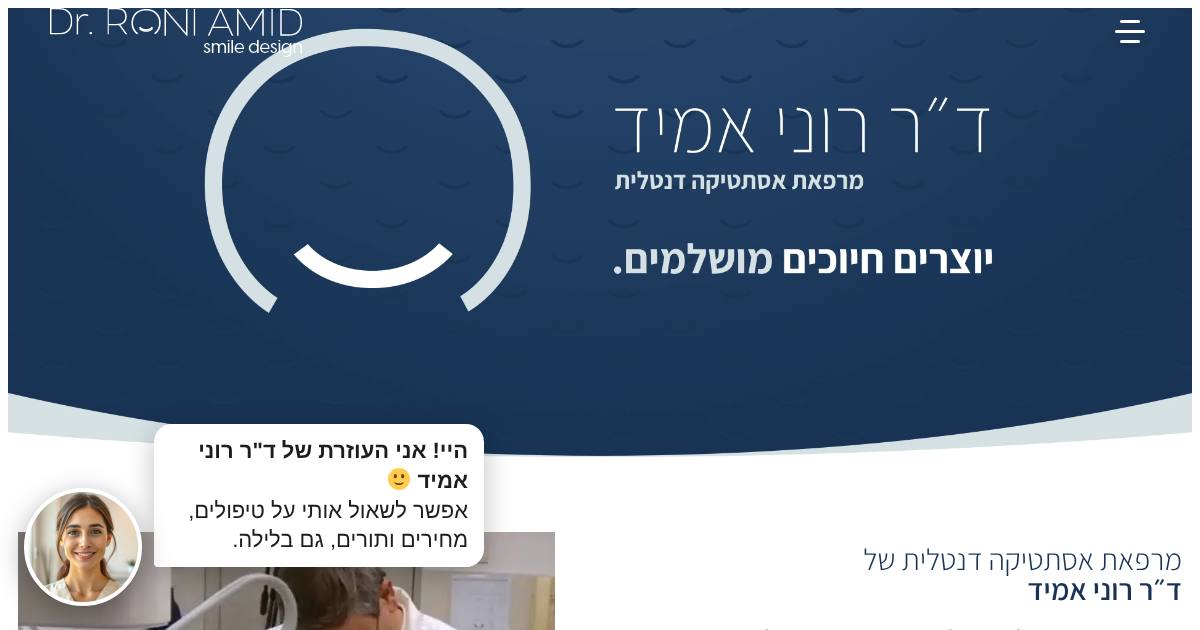 Dr. RONI AMID
smile design
ד״ר רוני אמיד
מרפאת אסתטיקה דנטלית
יוצרים חיוכים מושלמים.
היי! אני העוזרת של ד"ר רוני
אמיד 🙂
אפשר לשאול אותי על טיפולים,
מחירים ותורים, גם בלילה.
מרפאת אסתטיקה דנטלית של
ד״ר רוני אמיד